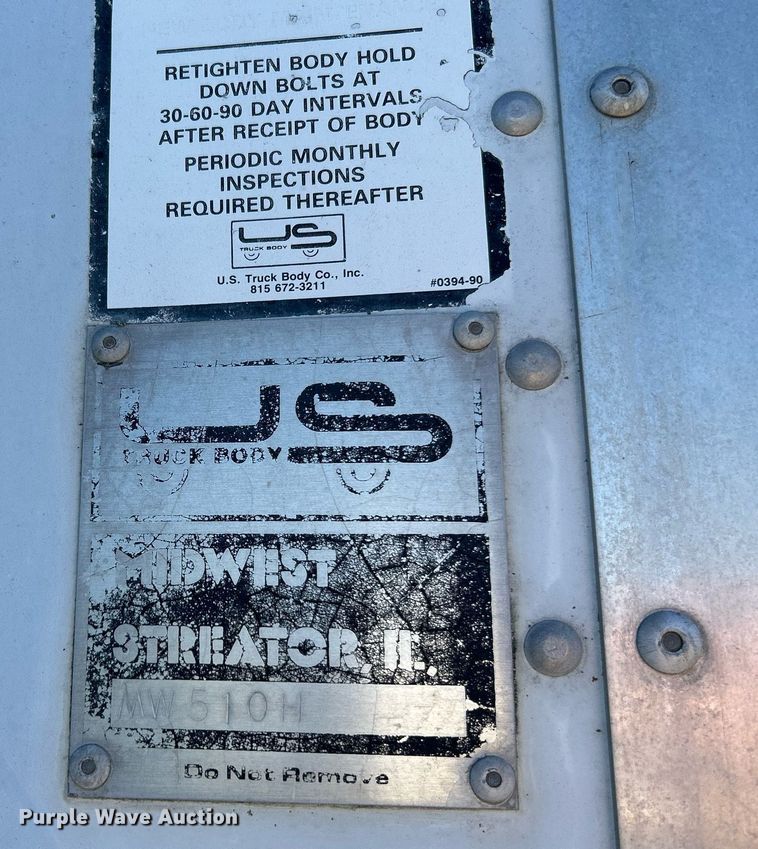 RETIGHTEN BODY HOLD
DOWN BOLTS AT
30-60-90 DAY INTERVALS
AFTER RECEIPT OF BODY
PERIODIC MONTHLY
INSPECTIONS
REQUIRED THEREAFTER
US
TRUCK BODY
U.S. Truck Body Co., Inc.
815 672-3211 #0394-90
US
TRUCK BODY
MIDWEST
STREATOR, IL.
MW510H
Do Not Remove
Purple Wave Auction